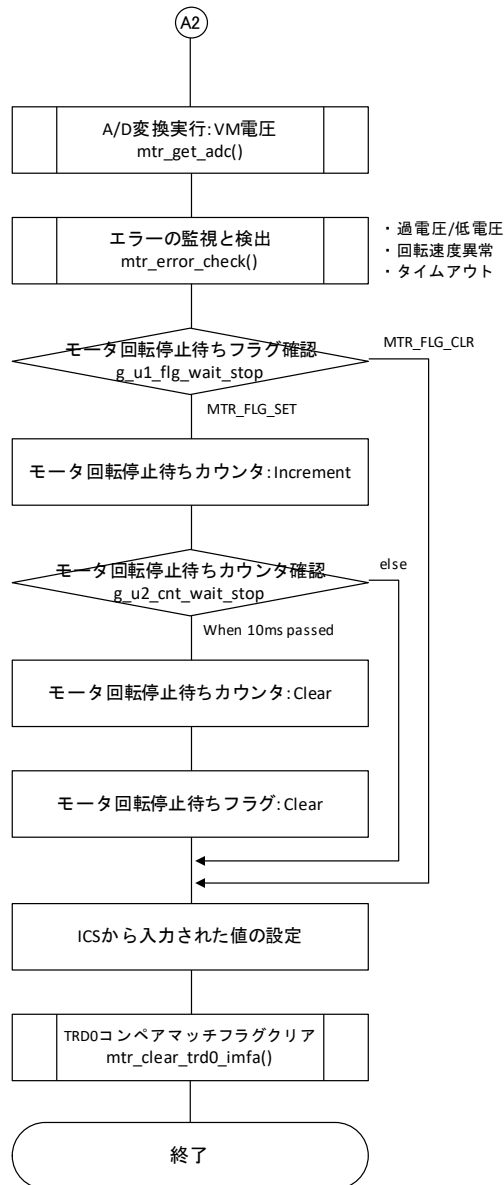 A2
A/D変換実行:VM電圧
mtr_get_adc()
エラーの監視と検出
mtr_error_check()
・過電圧/低電圧
・回転速度異常
・タイムアウト
モータ回転停止待ちフラグ確認
g_u1_flg_wait_stop
MTR_FLG_CLR
MTR_FLG_SET
モータ回転停止待ちカウンタ:Increment
モータ回転停止待ちカウンタ確認
g_u2_cnt_wait_stop
else
When 10ms passed
モータ回転停止待ちカウンタ:Clear
モータ回転停止待ちフラグ:Clear
ICSから入力された値の設定
TRD0コンペアマッチフラグクリア
mtr_clear_trd0_imfa()
終了